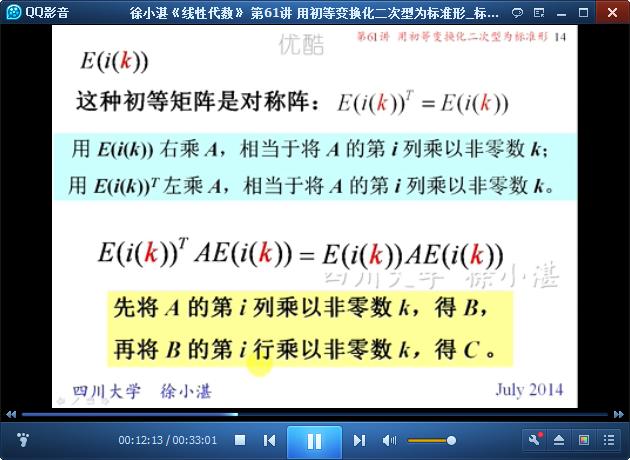 QQ影音
徐小湛《线性代数》 第61讲 用初等变换化二次型为标准形_标...
优酷
第61讲 用初等变换化二次型为标准形 14
E(i(k))
这种初等矩阵是对称阵：E(i(k))^T = E(i(k))
用 E(i(k)) 右乘 A，相当于将 A 的第 i 列乘以非零数 k；
用 E(i(k))^T 左乘 A，相当于将 A 的第 i 列乘以非零数 k。
E(i(k))^T AE(i(k)) = E(i(k))AE(i(k))
四川大学 徐小湛
先将 A 的第 i 列乘以非零数 k，得 B，
再将 B 的第 i 行乘以非零数 k，得 C 。
四川大学 徐小湛
July 2014
00:12:13 / 00:33:01